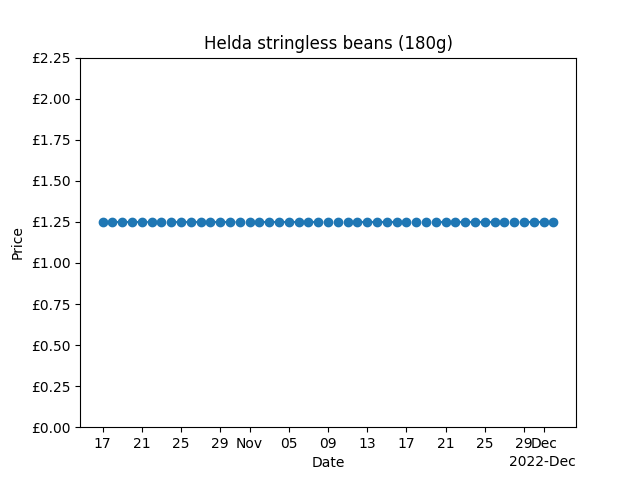 Helda stringless beans (180g)
£2.25
£2.00
£1.75
£1.50
£1.25
£1.00
£0.75
£0.50
£0.25
£0.00
Price
17 21 25 29 Nov 05 09 13 17 21 25 29 Dec
Date
2022-Dec